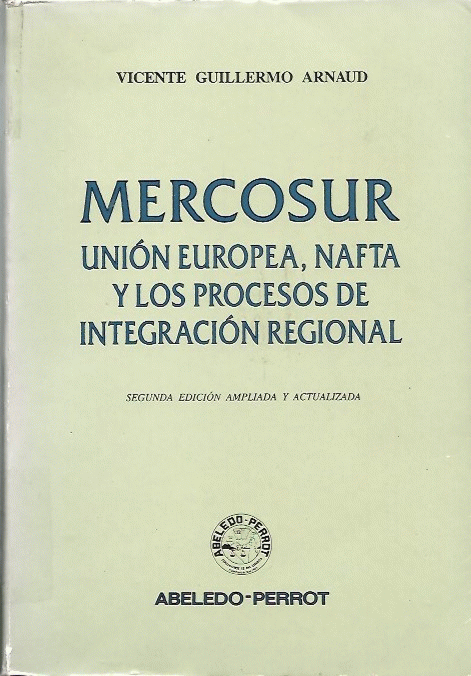 VICENTE GUILLERMO ARNAUD
MERCOSUR
UNIÓN EUROPEA, NAFTA
Y LOS PROCESOS DE
INTEGRACIÓN REGIONAL
SEGUNDA EDICIÓN AMPLIADA Y ACTUALIZADA
ABELEDO-PERROT
ABELEDO-PERROT